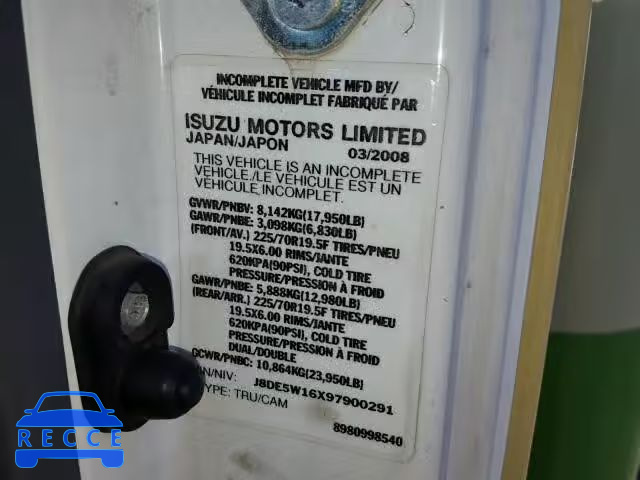 INCOMPLETE VEHICLE MFD BY/
VÉHICULE INCOMPLET FABRIQUÉ PAR
ISUZU MOTORS LIMITED
JAPAN/JAPON 03/2008
THIS VEHICLE IS AN INCOMPLETE
VEHICLE./LE VEHICULE EST UN
VÉHICULE INCOMPLET.
GVWR/PNBV: 8,142KG(17,950LB)
GAWR/PNBE: 3,098KG(6,830LB)
(FRONT/AV.) 225/70R19.5F TIRES/PNEU
19.5X6.00 RIMS/JANTE
620KPA(90PSI), COLD TIRE
PRESSURE/PRESSION À FROID
GAWR/PNBE: 5,888KG(12,980LB)
(REAR/ARR.) 225/70R19.5F TIRES/PNEU
19.5X6.00 RIMS/JANTE
620KPA(90PSI), COLD TIRE
PRESSURE/PRESSION À FROID
DUAL/DOUBLE
GCWR/PNBC: 10,864KG(23,950LB)
/NIV: J8DE5W16X97900291
TRU/CAM
8980998540
RECCE